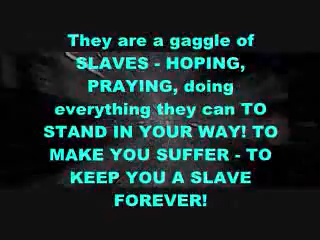 They are a gaggle of
SLAVES - HOPING,
PRAYING, doing
everything they can TO
STAND IN YOUR WAY! TO
MAKE YOU SUFFER - TO
KEEP YOU A SLAVE
FOREVER!